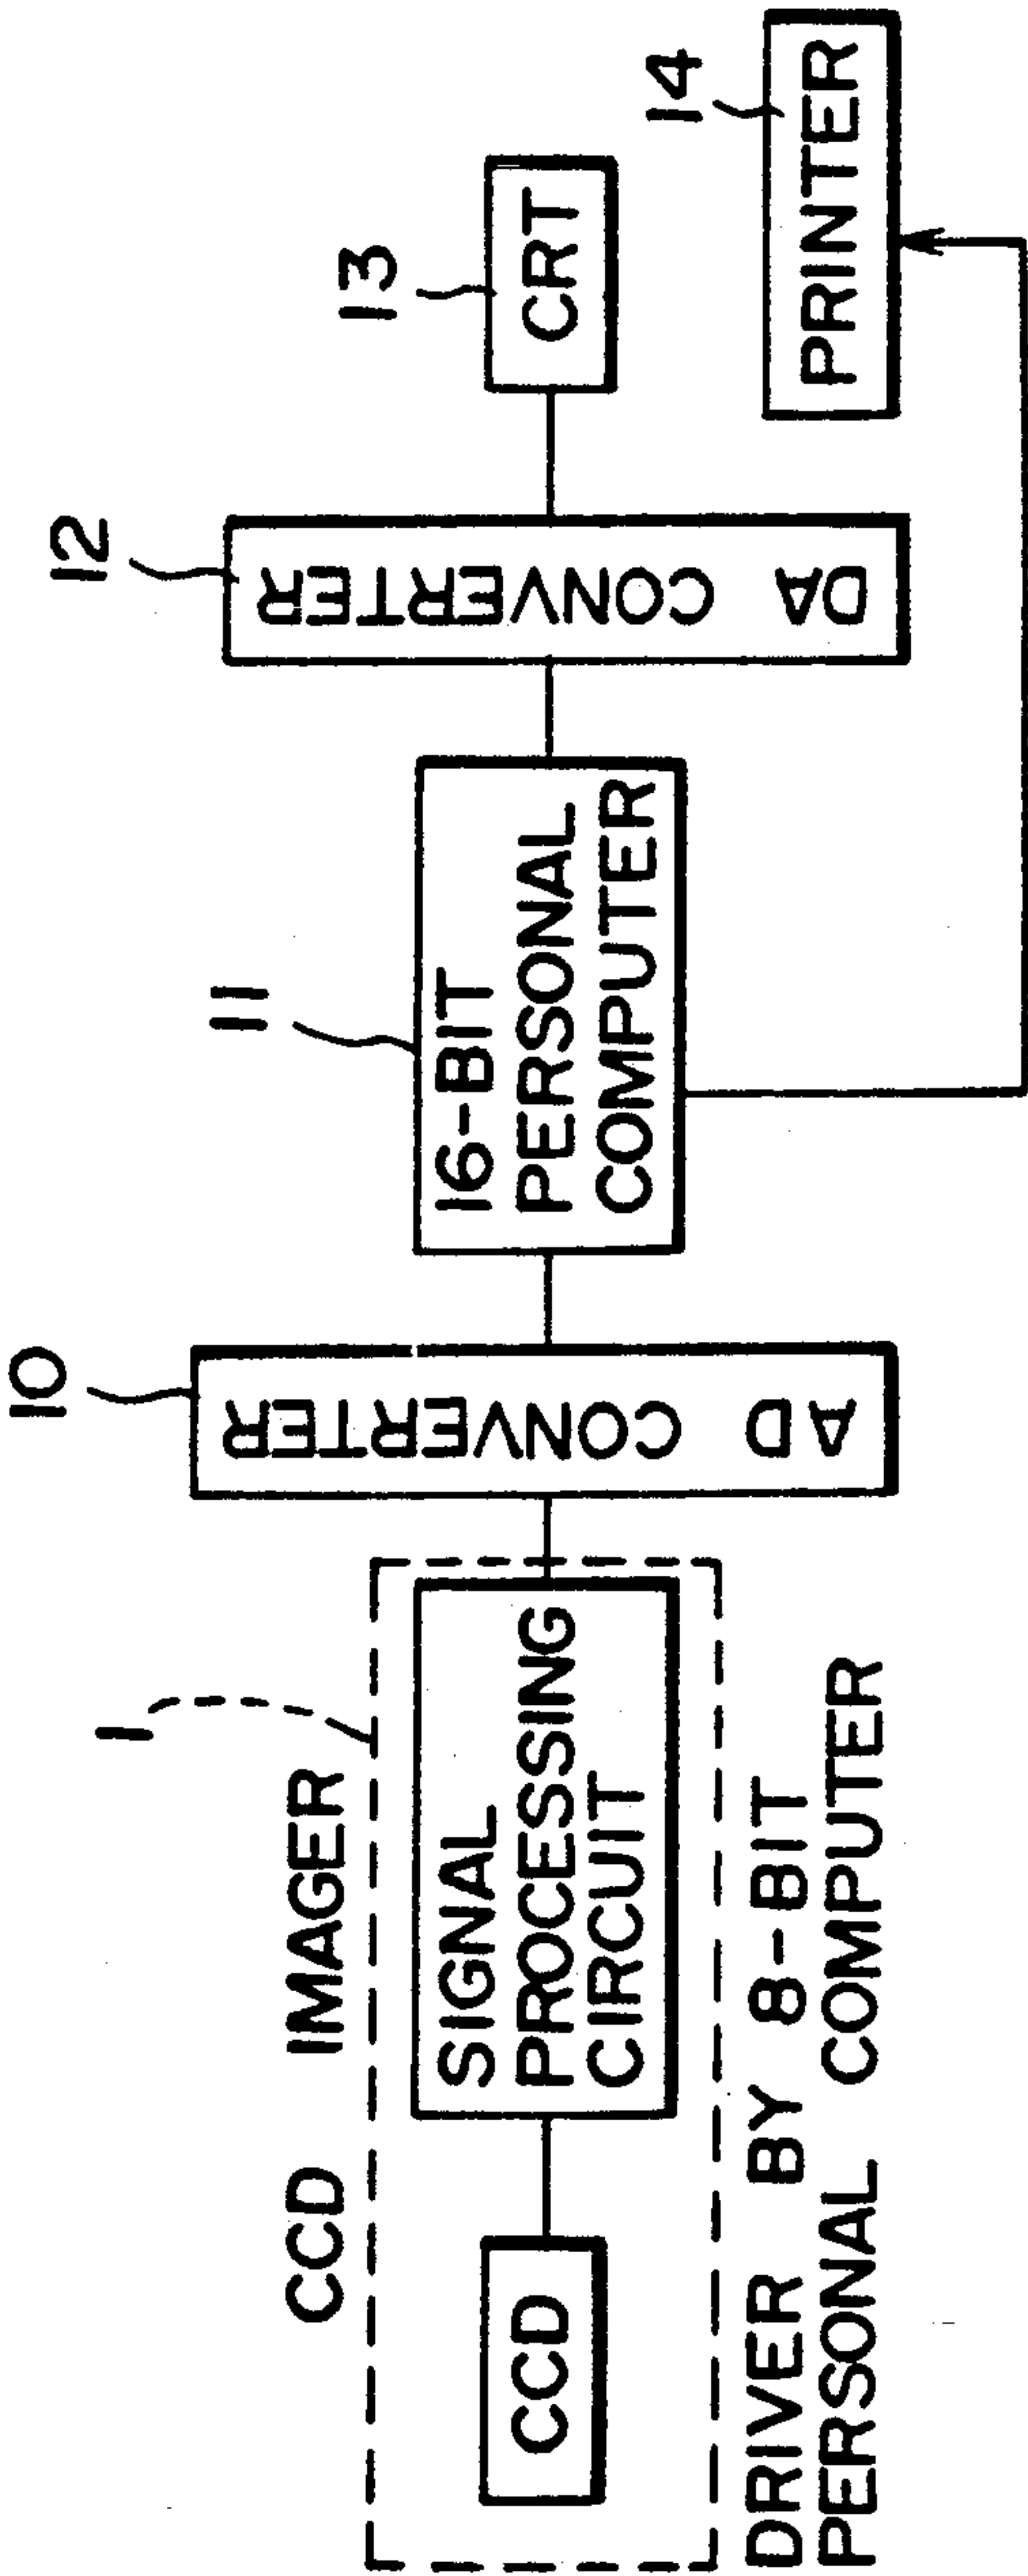 CCD IMAGER
1
CCD
SIGNAL
PROCESSING
CIRCUIT
DRIVER BY 8-BIT
PERSONAL COMPUTER
10
AD CONVERTER
11
16-BIT
PERSONAL
COMPUTER
12
DA CONVERTER
13
CRT
14
PRINTER